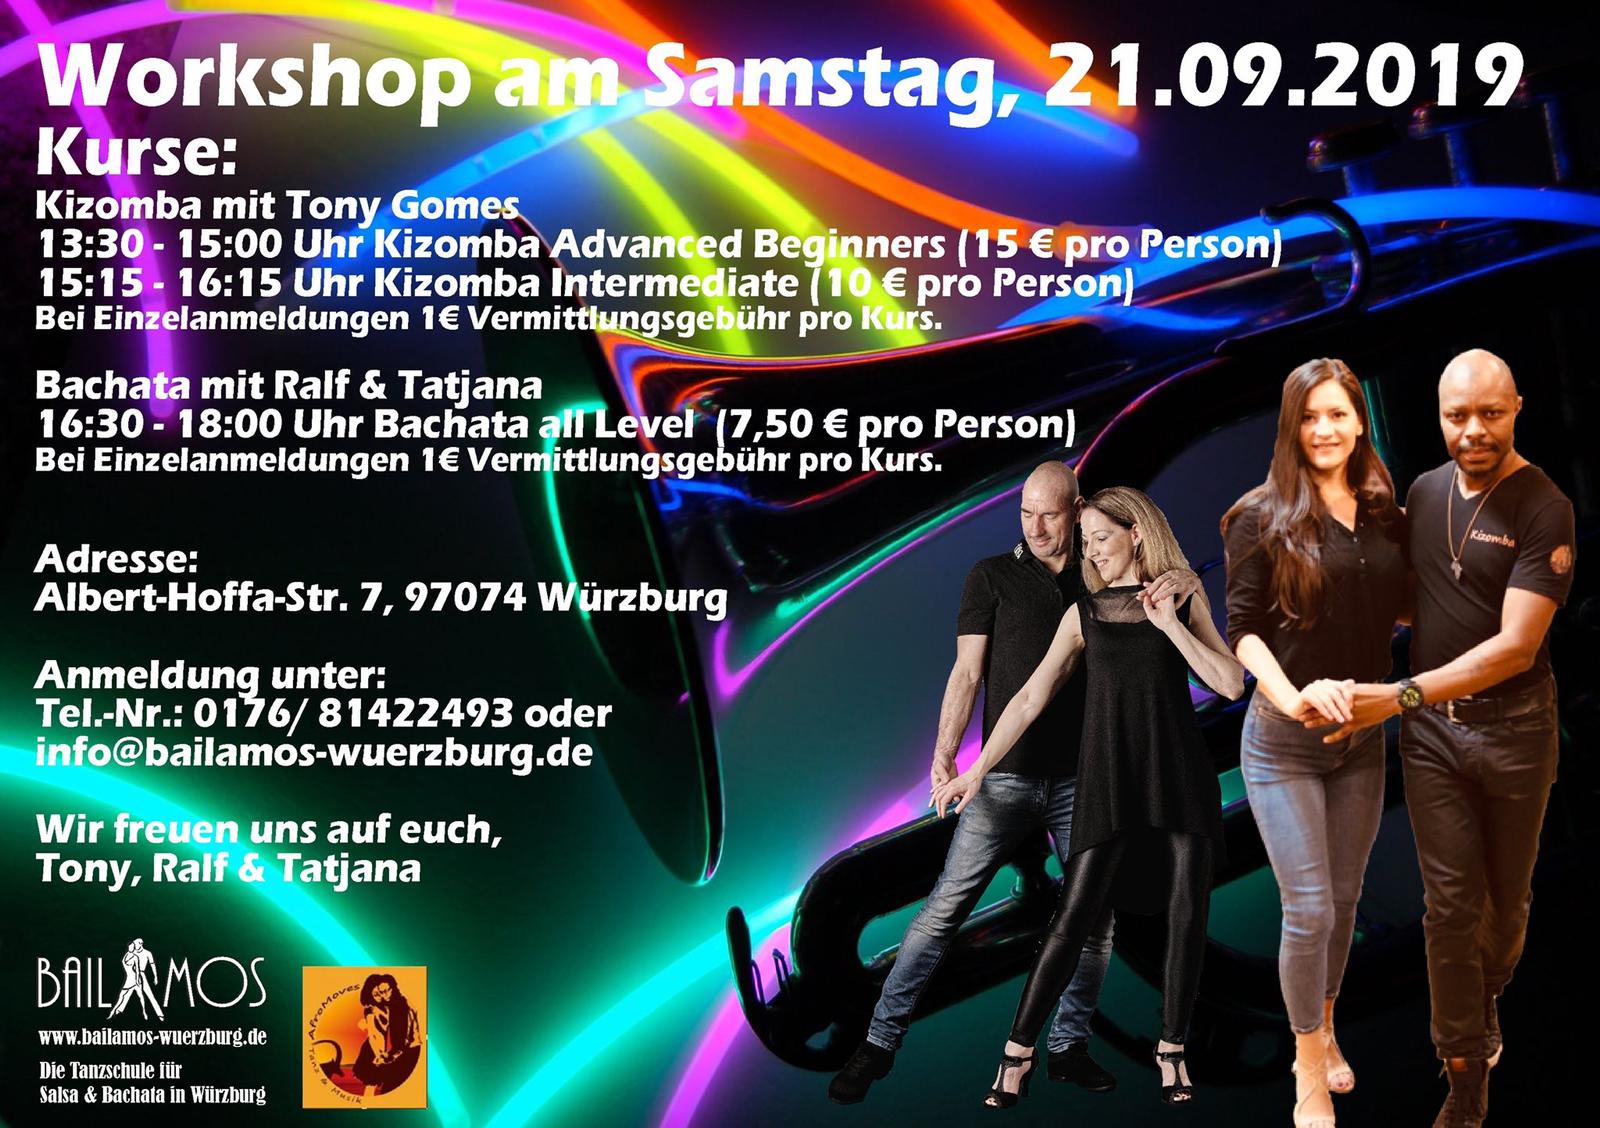 Workshop am Samstag, 21.09.2019
Kurse:
Kizomba mit Tony Gomes
13:30 - 15:00 Uhr Kizomba Advanced Beginners (15 € pro Person)
15:15 - 16:15 Uhr Kizomba Intermediate (10 € pro Person)
Bei Einzelanmeldungen 1€ Vermittlungsgebühr pro Kurs.
Bachata mit Ralf & Tatjana
16:30 - 18:00 Uhr Bachata all Level (7,50 € pro Person)
Bei Einzelanmeldungen 1€ Vermittlungsgebühr pro Kurs.
Adresse:
Albert-Hoffa-Str. 7, 97074 Würzburg
Anmeldung unter:
Tel.-Nr.: 0176/ 81422493 oder
info@bailamos-wuerzburg.de
Wir freuen uns auf euch,
Tony, Ralf & Tatjana
BAILAMOS
www.bailamos-wuerzburg.de
Die Tanzschule für
Salsa & Bachata in Würzburg
AfroMoves
Tanz & Musik
Kizomba